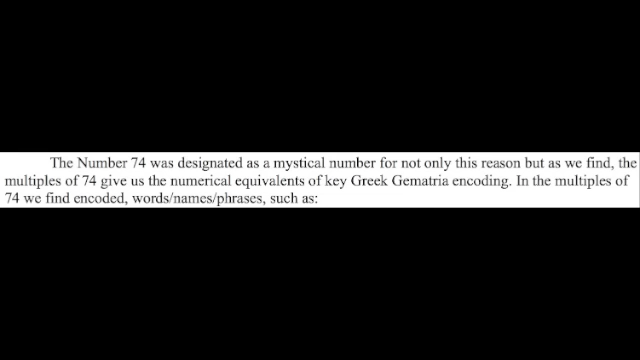 The Number 74 was designated as a mystical number for not only this reason but as we find, the
multiples of 74 give us the numerical equivalents of key Greek Gematria encoding. In the multiples of
74 we find encoded, words/names/phrases, such as: